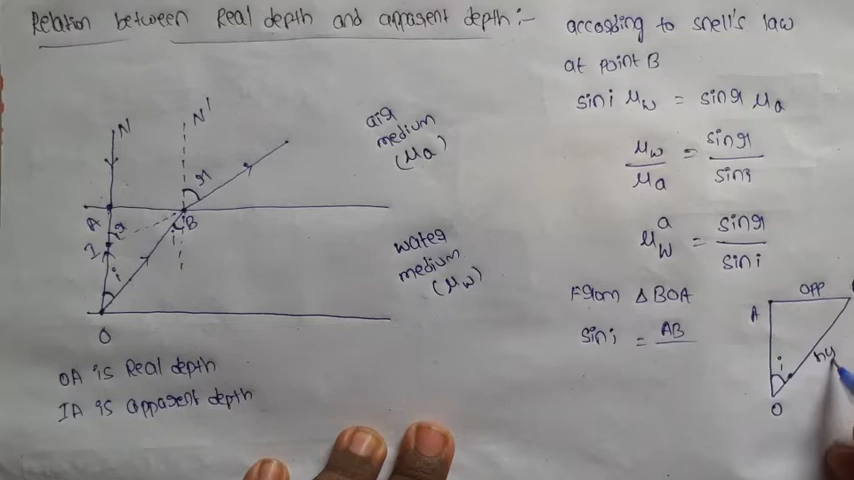 Relation between Real depth and apparent depth :-
N
N'
r
A
r
B
I
i
i
O
air
medium
(μa)
water
medium
(μw)
OA is Real depth
IA is apparent depth
according to snell's law
at point B
sin i μw = sin r μa
μw / μa = sin r / sin i
a
μ w = sin r / sin i
From △ BOA
sin i = AB
OPP
A
i
hy
O